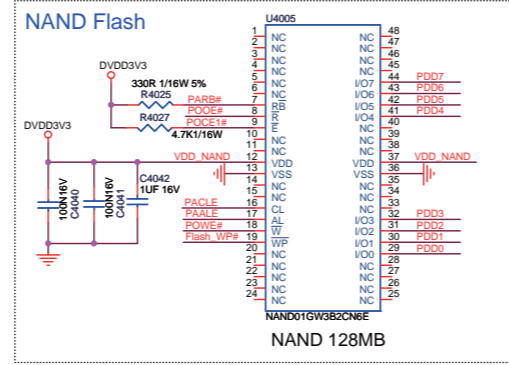 NAND Flash
U4005
1 NC NC 48
2 NC NC 47
3 NC NC 46
4 NC NC 45
5 NC I/O7 44 PDD7
6 NC I/O6 43 PDD6
DVDD3V3
330R 1/16W 5%
R4025 PARB# 7 RB I/O5 42 PDD5
POOE# 8 R I/O4 41 PDD4
R4027 POCE1# 9 E NC 40
4.7K1/16W
10 NC NC 39
11 NC NC 38
DVDD3V3
VDD_NAND 12 VDD VDD 37 VDD_NAND
13 VSS VSS 36
14 NC NC 35
15 NC NC 34
100N16V C4040
100N16V C4041
C4042
1UF 16V
PACLE 16 CL NC 33
PAALE 17 AL I/O3 32 PDD3
POWE# 18 W I/O2 31 PDD2
Flash_WP# 19 WP I/O1 30 PDD1
20 NC I/O0 29 PDD0
21 NC NC 28
22 NC NC 27
23 NC NC 26
24 NC NC 25
NAND01GW3B2CN6E
NAND 128MB